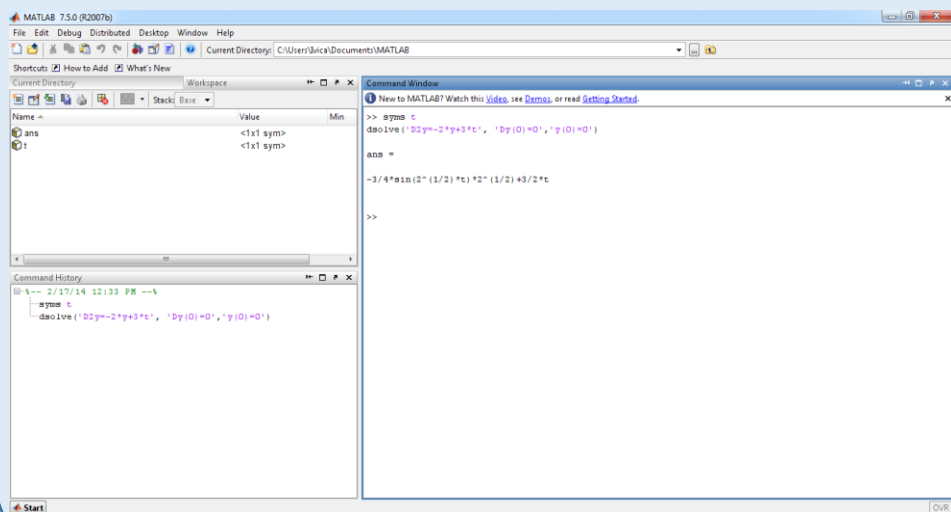 MATLAB 7.5.0 (R2007b)
File Edit Debug Distributed Desktop Window Help
Current Directory: C:\Users\Ivica\Documents\MATLAB
Shortcuts How to Add What's New
Current Directory Workspace
Stack: Base
Name Value Min
ans <1x1 sym>
t <1x1 sym>
Command History
%-- 2/17/14 12:33 PM --%
syms t
dsolve('D2y=-2*y+3*t', 'Dy(0)=0','y(0)=0')
Command Window
New to MATLAB? Watch this Video, see Demos, or read Getting Started.
>> syms t
dsolve('D2y=-2*y+3*t', 'Dy(0)=0','y(0)=0')
ans =
-3/4*sin(2^(1/2)*t)*2^(1/2)+3/2*t
>>
Start
OVR